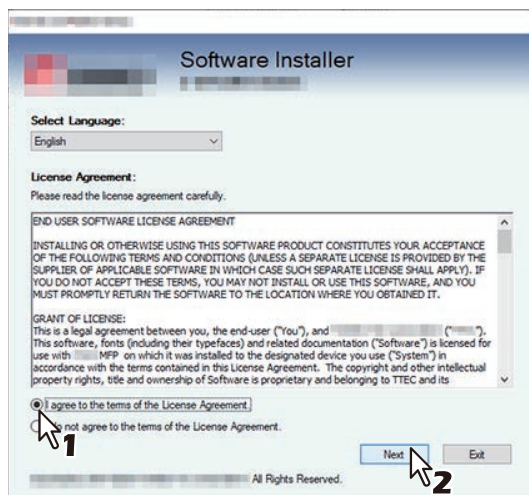 Software Installer
Select Language:
English
License Agreement:
Please read the license agreement carefully.
END USER SOFTWARE LICENSE AGREEMENT
INSTALLING OR OTHERWISE USING THIS SOFTWARE PRODUCT CONSTITUTES YOUR ACCEPTANCE
OF THE FOLLOWING TERMS AND CONDITIONS (UNLESS A SEPARATE LICENSE IS PROVIDED BY THE
SUPPLIER OF APPLICABLE SOFTWARE IN WHICH CASE SUCH SEPARATE LICENSE SHALL APPLY). IF
YOU DO NOT ACCEPT THESE TERMS, YOU MAY NOT INSTALL OR USE THIS SOFTWARE, AND YOU
MUST PROMPTLY RETURN THE SOFTWARE TO THE LOCATION WHERE YOU OBTAINED IT.
GRANT OF LICENSE:
This is a legal agreement between you, the end-user ("You"), and (" ").
This software, fonts (including their typefaces) and related documentation ("Software") is licensed for
use with MFP on which it was installed to the designated device you use ("System") in
accordance with the terms contained in this License Agreement. The copyright and other intellectual
property rights, title and ownership of Software is proprietary and belonging to TTEC and its
I agree to the terms of the License Agreement.
do not agree to the terms of the License Agreement.
1
Next
Exit
2
All Rights Reserved.